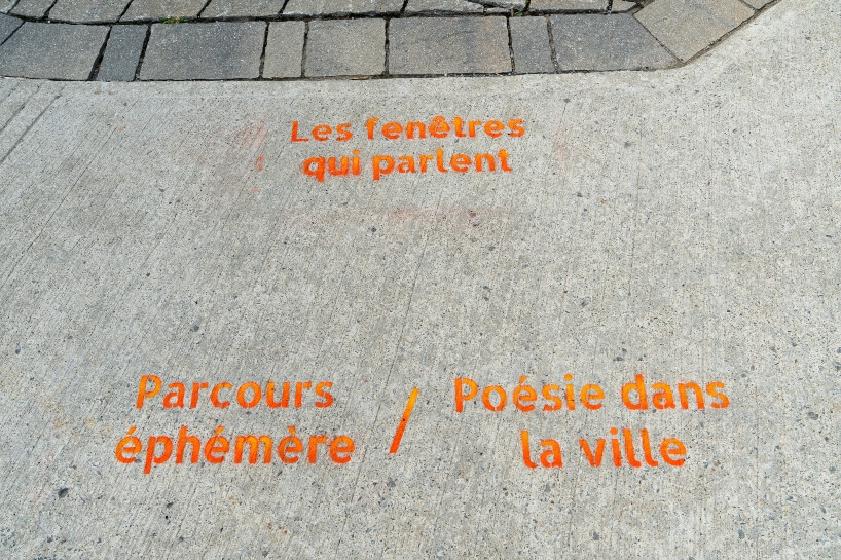 Les fenêtres
qui parlent
Parcours
éphémère
/
Poésie dans
la ville